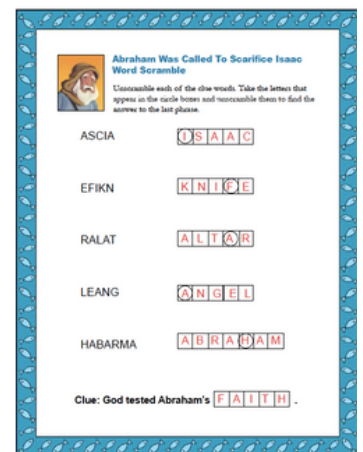 Abraham Was Called To Scarifice Isaac
Word Scramble
Unscramble each of the clue words. Take the letters that
appear in the circle boxes and unscramble them to find the
answer to the last phrase.
ASCIA ISAAC
EFIKN KNIFE
RALAT ALTAR
LEANG ANGEL
HABARMA ABRAHAM
Clue: God tested Abraham's FAITH .